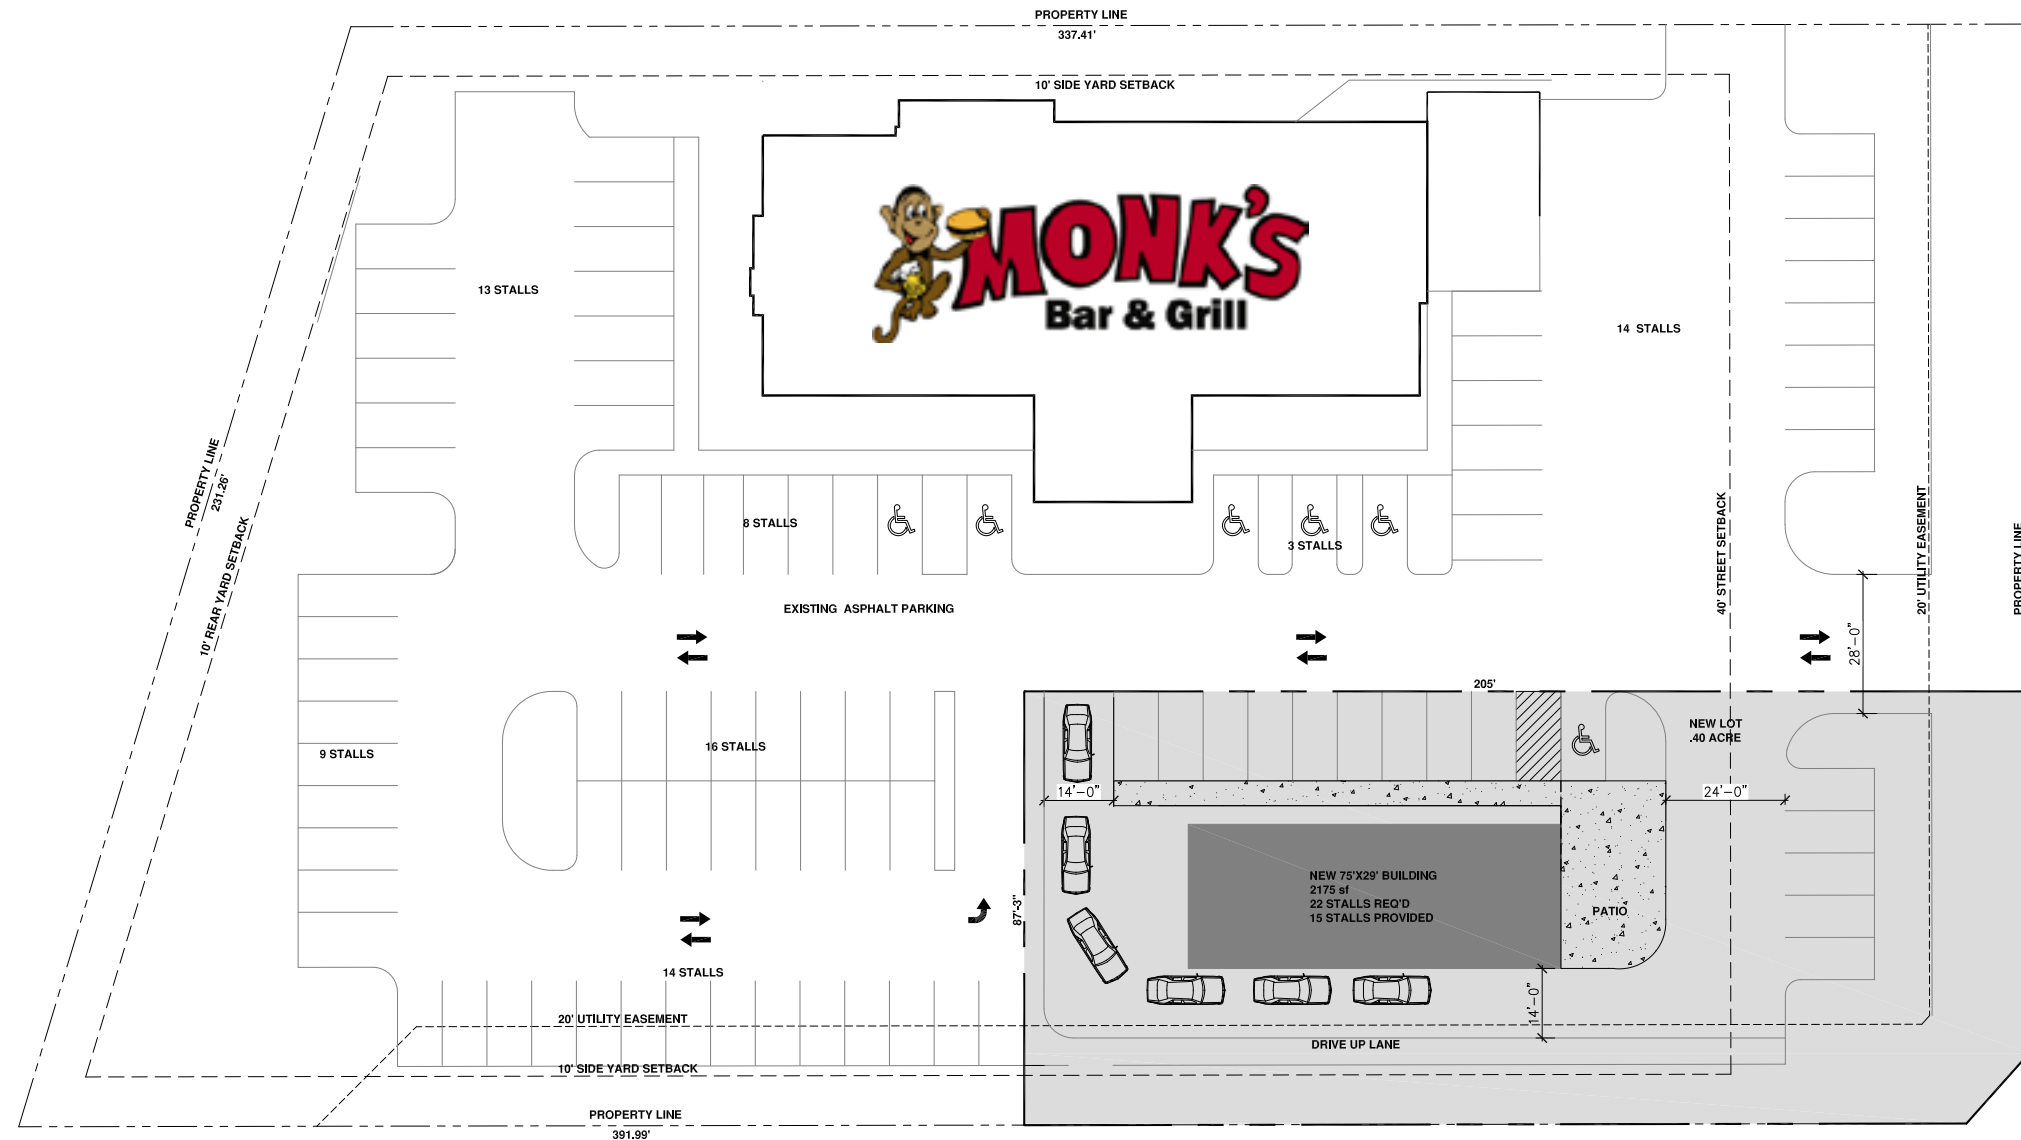 PROPERTY LINE
337.41'
10' SIDE YARD SETBACK
MONK'S
Bar & Grill
13 STALLS
14 STALLS
PROPERTY LINE
231.26'
10' REAR YARD SETBACK
8 STALLS
3 STALLS
40' STREET SETBACK
20' UTILITY EASEMENT
PROPERTY LINE
EXISTING ASPHALT PARKING
28'-0"
205'
NEW LOT
.40 ACRE
9 STALLS
16 STALLS
14'-0"
24'-0"
NEW 75'X29' BUILDING
2175 sf
22 STALLS REQ'D
15 STALLS PROVIDED
PATIO
87'-3"
14 STALLS
14'-0"
20' UTILITY EASEMENT
DRIVE UP LANE
10' SIDE YARD SETBACK
PROPERTY LINE
391.99'